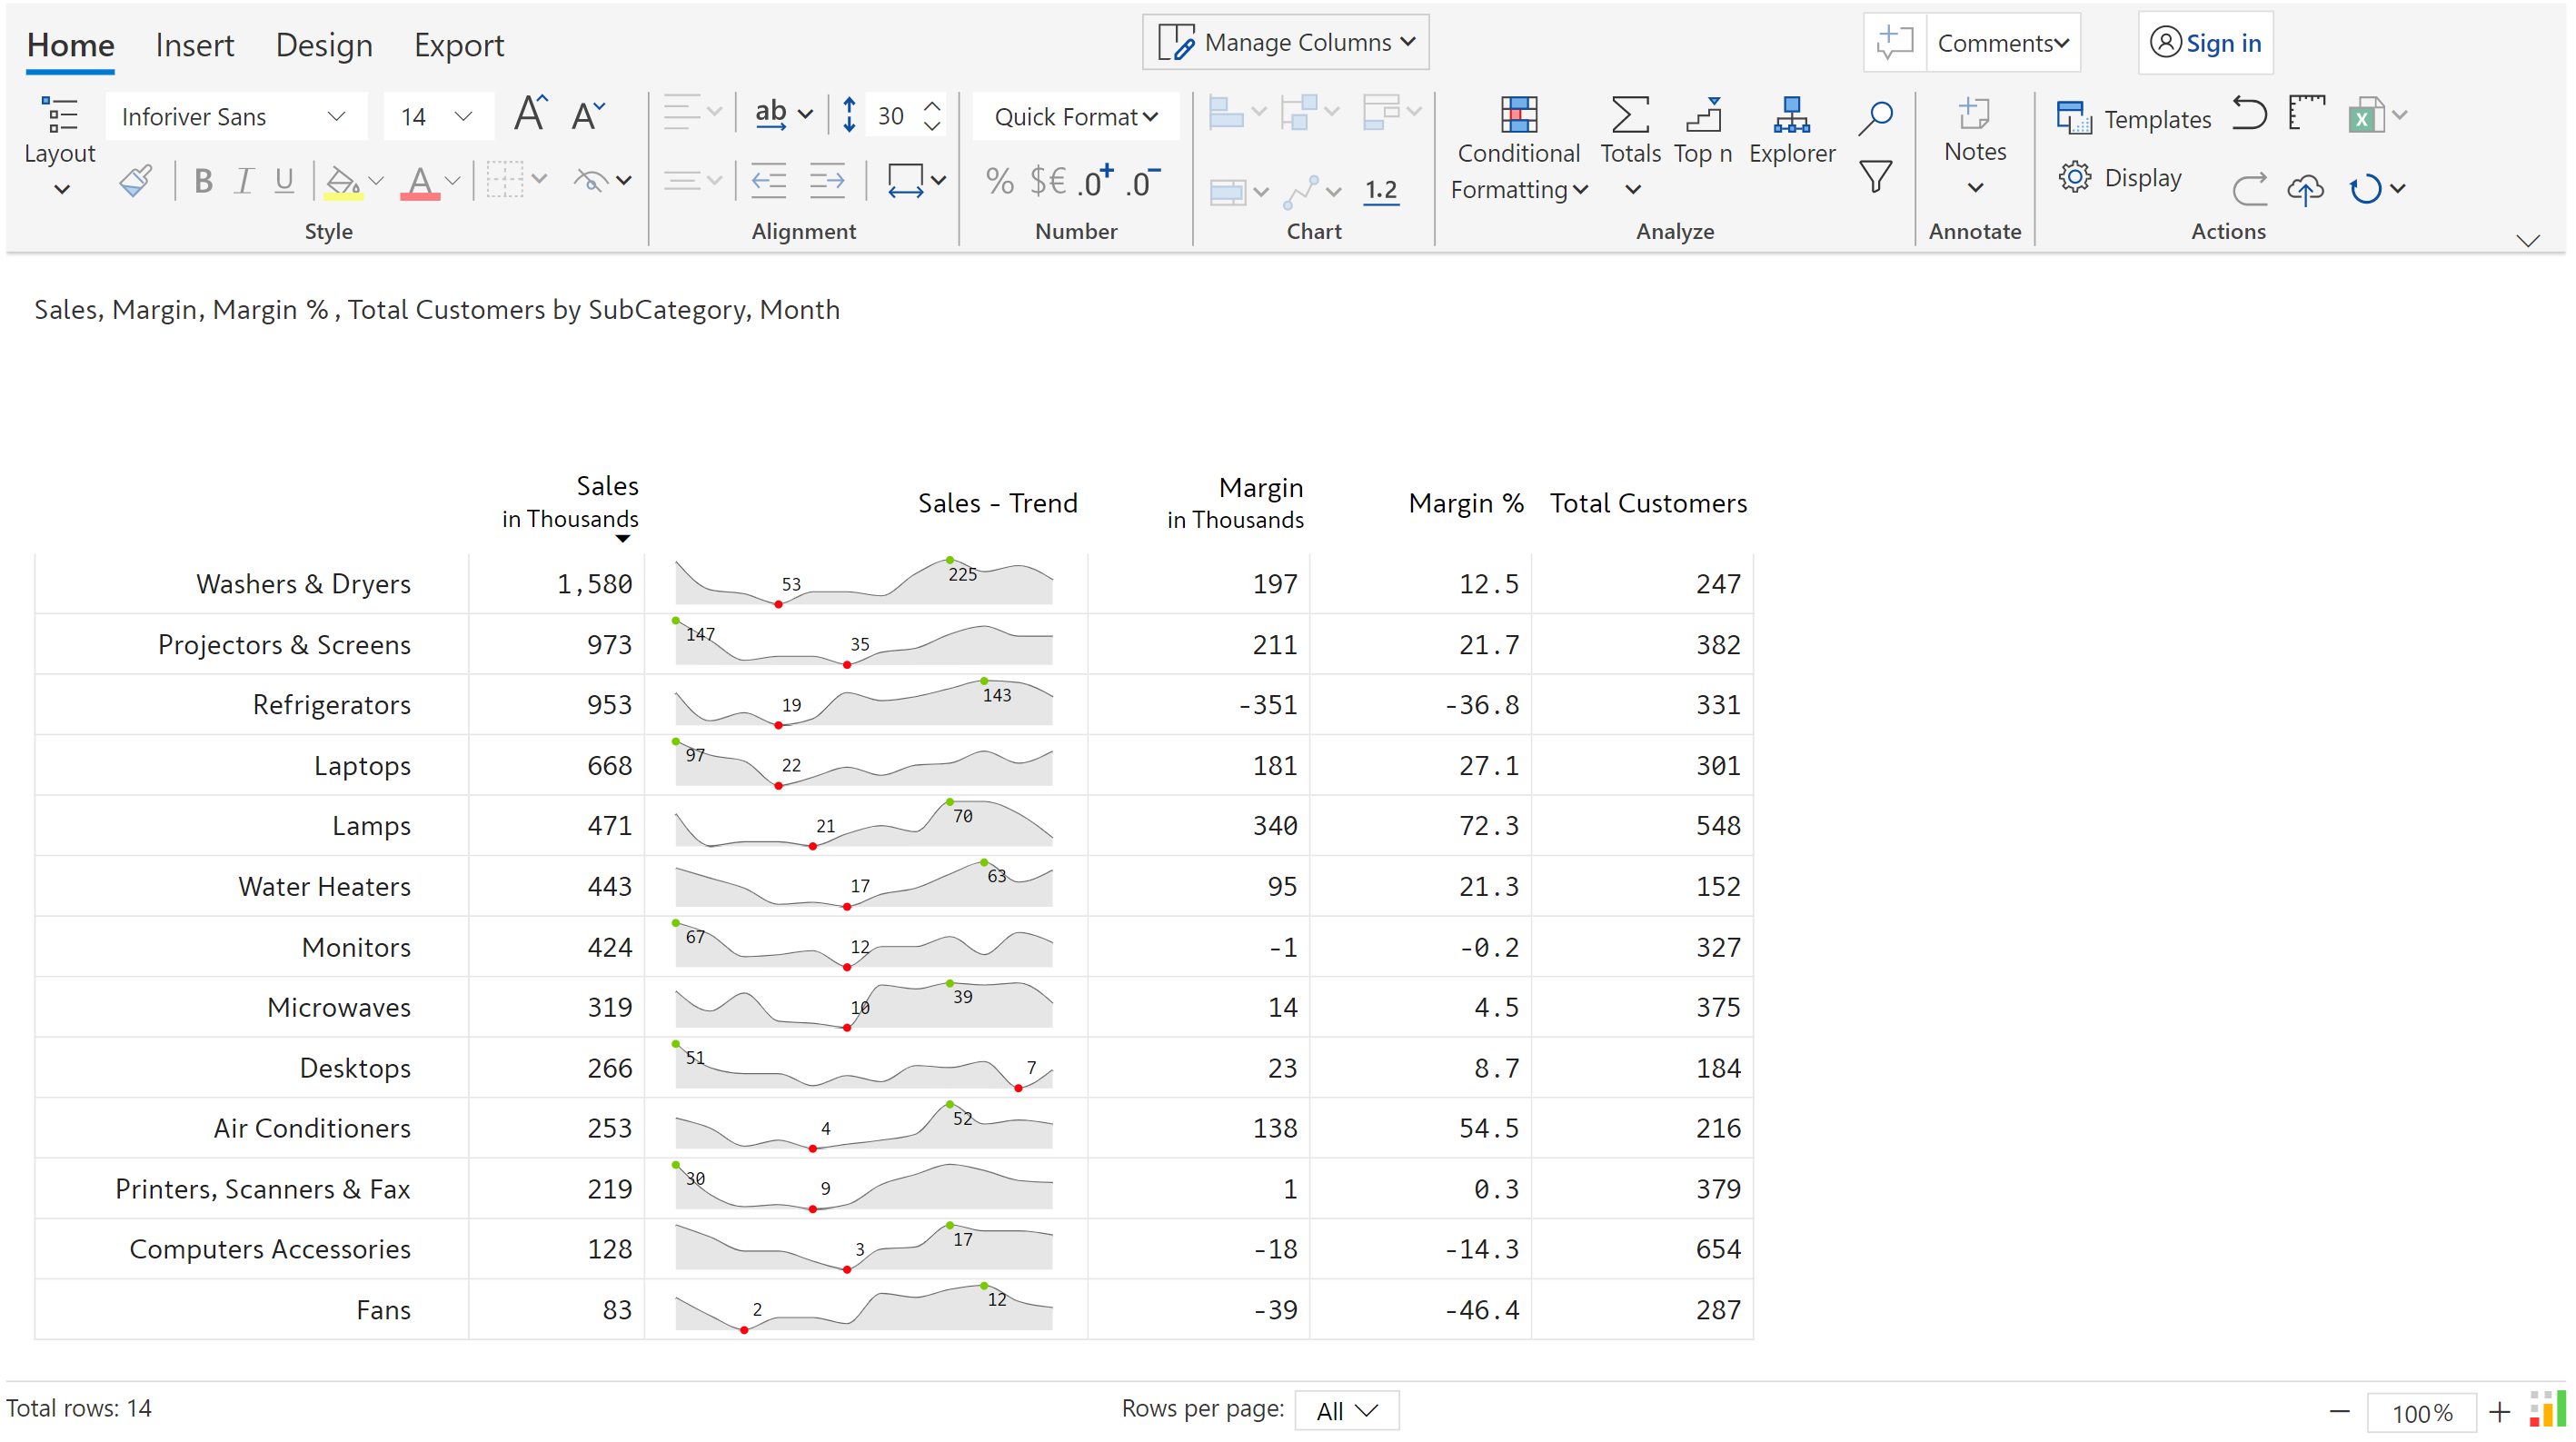 Home Insert Design Export Manage Columns Comments Sign in
Layout Inforiver Sans 14 A A ab 30 Quick Format Conditional Formatting Totals Top n Explorer Notes Templates X
B I U A % $€ .0+ .0- 1.2 Display
Style Alignment Number Chart Analyze Annotate Actions
Sales, Margin, Margin % , Total Customers by SubCategory, Month
Sales in Thousands Sales - Trend Margin in Thousands Margin % Total Customers
Washers & Dryers 1,580 53 225 197 12.5 247
Projectors & Screens 973 147 35 211 21.7 382
Refrigerators 953 19 143 -351 -36.8 331
Laptops 668 97 22 181 27.1 301
Lamps 471 21 70 340 72.3 548
Water Heaters 443 17 63 95 21.3 152
Monitors 424 67 12 -1 -0.2 327
Microwaves 319 10 39 14 4.5 375
Desktops 266 51 7 23 8.7 184
Air Conditioners 253 4 52 138 54.5 216
Printers, Scanners & Fax 219 30 9 1 0.3 379
Computers Accessories 128 3 17 -18 -14.3 654
Fans 83 2 12 -39 -46.4 287
Total rows: 14 Rows per page: All 100%